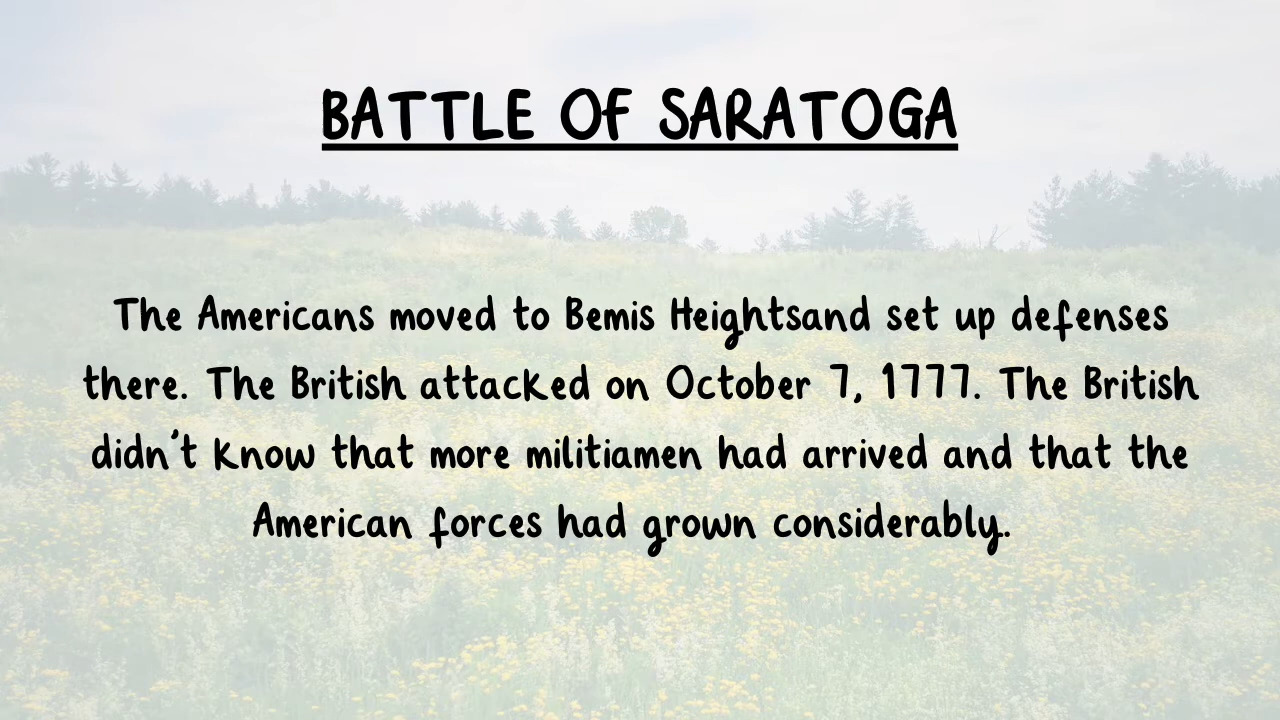 BATTLE OF SARATOGA
The Americans moved to Bemis Heightsand set up defenses
there. The British attacked on October 7, 1777. The British
didn't know that more militiamen had arrived and that the
American forces had grown considerably.